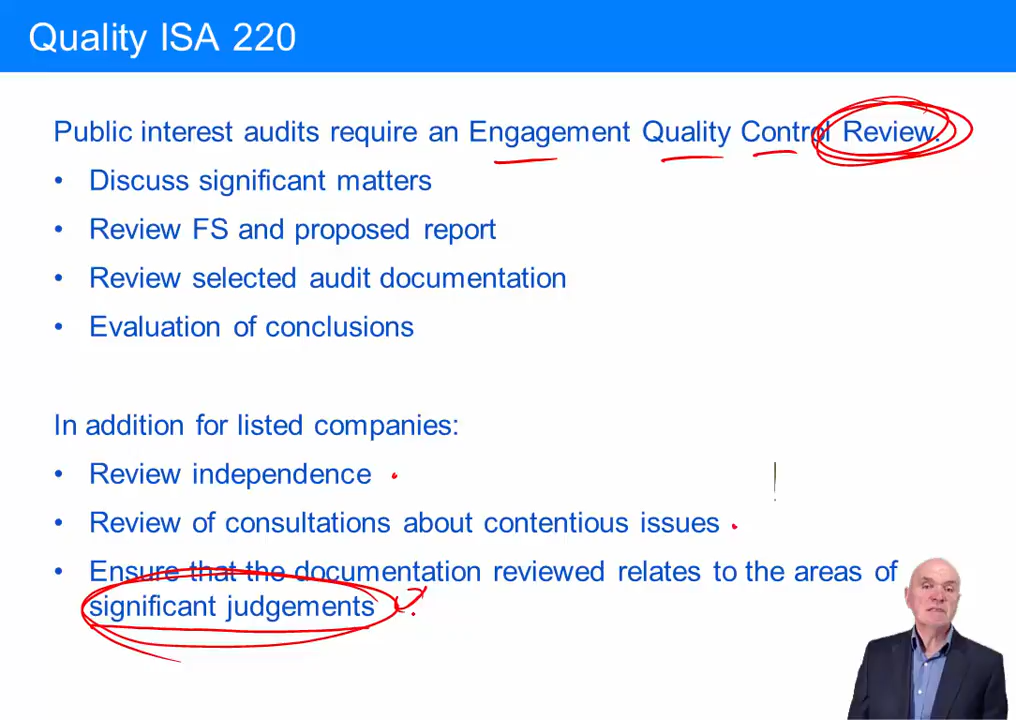 Quality ISA 220
Public interest audits require an Engagement Quality Control Review.
• Discuss significant matters
• Review FS and proposed report
• Review selected audit documentation
• Evaluation of conclusions
In addition for listed companies:
• Review independence
• Review of consultations about contentious issues
• Ensure that the documentation reviewed relates to the areas of
significant judgements